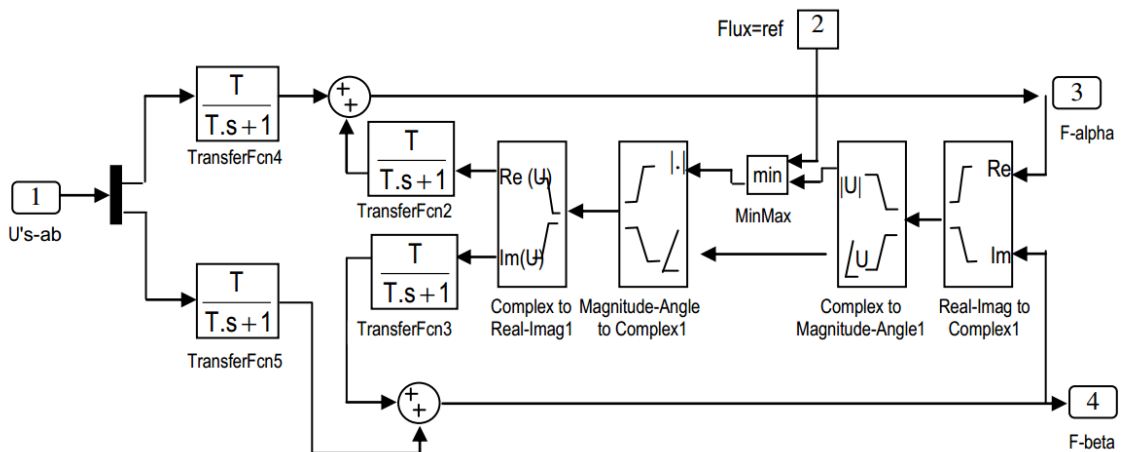 Flux=ref
2
T
T.s+1
TransferFcn4
+
+
3
F-alpha
T
T.s+1
TransferFcn2
Re (U)
Im(U)
Complex to
Real-Imag1
|.|
∠
Magnitude-Angle
to Complex1
min
MinMax
|U|
∠U
Complex to
Magnitude-Angle1
Re
Im
Real-Imag to
Complex1
1
U's-ab
T
T.s+1
TransferFcn3
T
T.s+1
TransferFcn5
+
+
4
F-beta